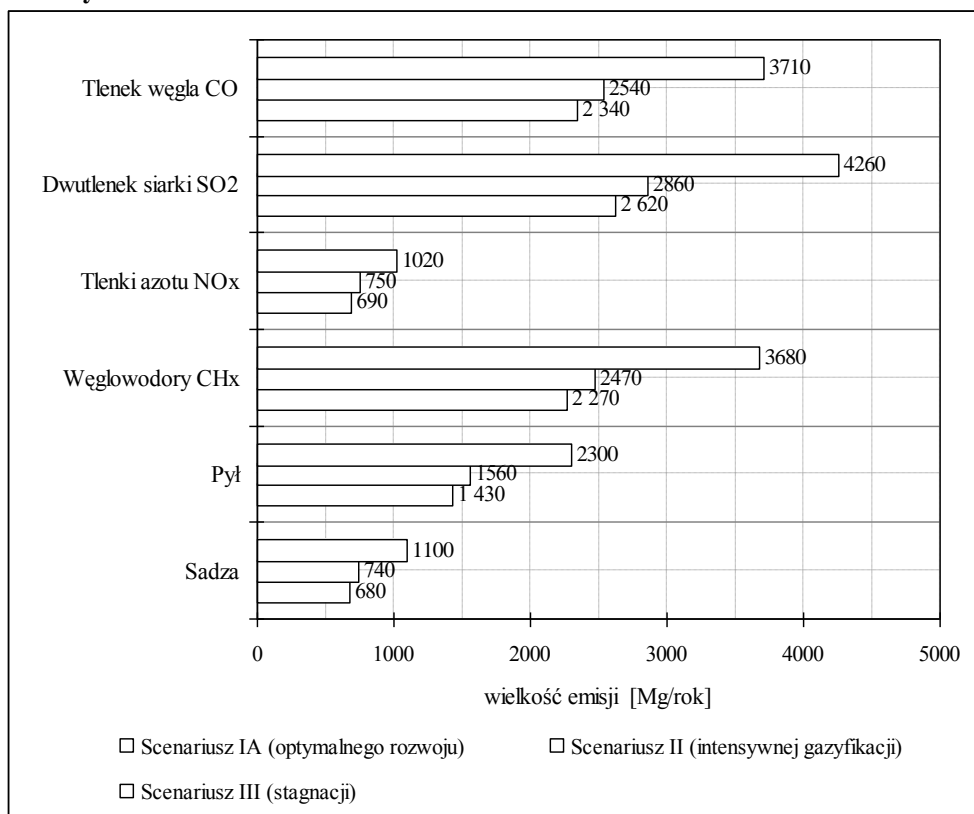 Tlenek węgla CO
3710
2540
2 340
Dwutlenek siarki SO2
4260
2860
2 620
Tlenki azotu NOx
1020
750
690
Węglowodory CHx
3680
2470
2 270
Pył
2300
1560
1 430
Sadza
1100
740
680
0 1000 2000 3000 4000 5000
wielkość emisji [Mg/rok]
Scenariusz IA (optymalnego rozwoju) Scenariusz II (intensywnej gazyfikacji)
Scenariusz III (stagnacji)